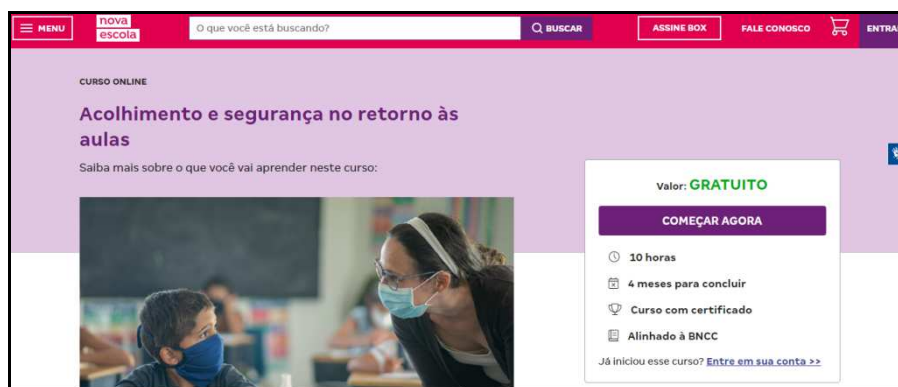 MENU
nova
escola
O que você está buscando?
BUSCAR
ASSINE BOX
FALE CONOSCO
ENTRAR
CURSO ONLINE
Acolhimento e segurança no retorno às
aulas
Saiba mais sobre o que você vai aprender neste curso:
Valor: GRATUITO
COMEÇAR AGORA
10 horas
4 meses para concluir
Curso com certificado
Alinhado à BNCC
Já iniciou esse curso? Entre em sua conta >>